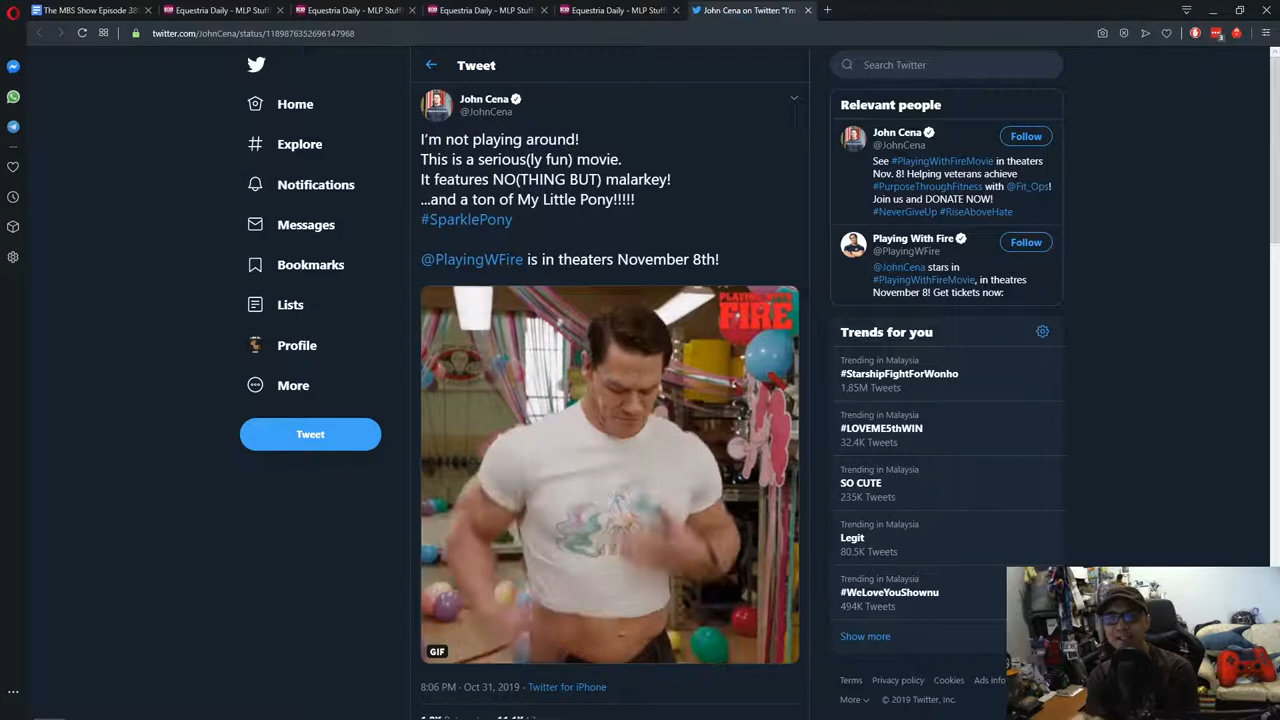 The MBS Show Episode 38
Equestria Daily - MLP Stuff!
Equestria Daily - MLP Stuff!
Equestria Daily - MLP Stuff!
Equestria Daily - MLP Stuff!
John Cena on Twitter: "I'm
twitter.com/JohnCena/status/1189876352696147968
Home
Explore
Notifications
Messages
Bookmarks
Lists
Profile
More
Tweet
Tweet
John Cena
@JohnCena
I'm not playing around!
This is a serious(ly fun) movie.
It features NO(THING BUT) malarkey!
...and a ton of My Little Pony!!!!!
#SparklePony
@PlayingWFire is in theaters November 8th!
PLAYING WITH
FIRE
GIF
8:06 PM · Oct 31, 2019 · Twitter for iPhone
Search Twitter
Relevant people
John Cena
@JohnCena
Follow
See #PlayingWithFireMovie in theaters
Nov. 8! Helping veterans achieve
#PurposeThroughFitness with @Fit_Ops!
Join us and DONATE NOW!
#NeverGiveUp #RiseAboveHate
Playing With Fire
@PlayingWFire
Follow
@JohnCena stars in
#PlayingWithFireMovie, in theatres
November 8! Get tickets now:
Trends for you
Trending in Malaysia
#StarshipFightForWonho
1.85M Tweets
Trending in Malaysia
#LOVEME5thWIN
32.4K Tweets
Trending in Malaysia
SO CUTE
235K Tweets
Trending in Malaysia
Legit
80.5K Tweets
Trending in Malaysia
#WeLoveYouShownu
494K Tweets
Show more
Terms Privacy policy Cookies Ads info
More © 2019 Twitter, Inc.